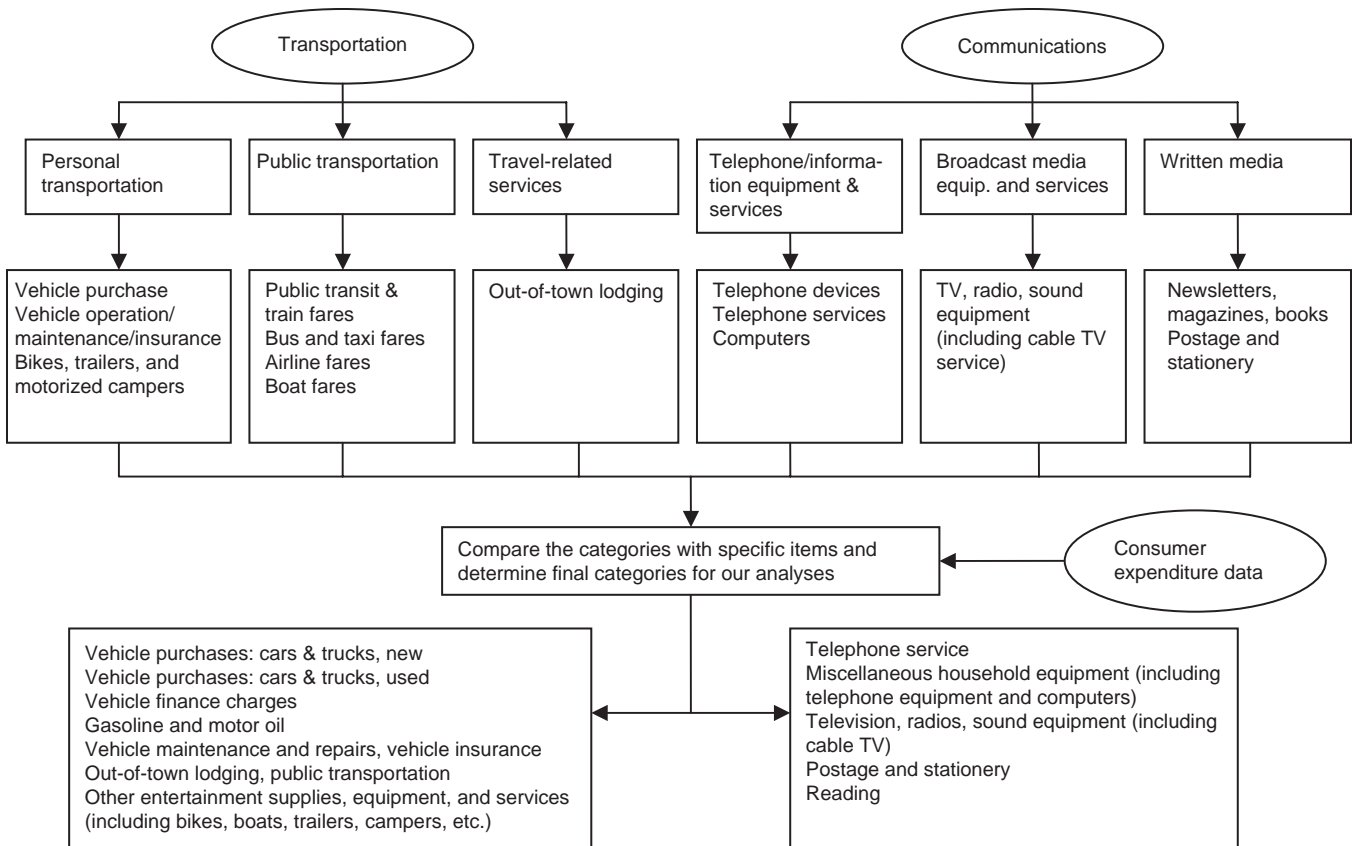 Transportation
Communications
Personal
transportation
Public transportation
Travel-related
services
Telephone/informa-
tion equipment &
services
Broadcast media
equip. and services
Written media
Vehicle purchase
Vehicle operation/
maintenance/insurance
Bikes, trailers, and
motorized campers
Public transit &
train fares
Bus and taxi fares
Airline fares
Boat fares
Out-of-town lodging
Telephone devices
Telephone services
Computers
TV, radio, sound
equipment
(including cable TV
service)
Newsletters,
magazines, books
Postage and
stationery
Compare the categories with specific items and
determine final categories for our analyses
Consumer
expenditure data
Vehicle purchases: cars & trucks, new
Vehicle purchases: cars & trucks, used
Vehicle finance charges
Gasoline and motor oil
Vehicle maintenance and repairs, vehicle insurance
Out-of-town lodging, public transportation
Other entertainment supplies, equipment, and services
(including bikes, boats, trailers, campers, etc.)
Telephone service
Miscellaneous household equipment (including
telephone equipment and computers)
Television, radios, sound equipment (including
cable TV)
Postage and stationery
Reading